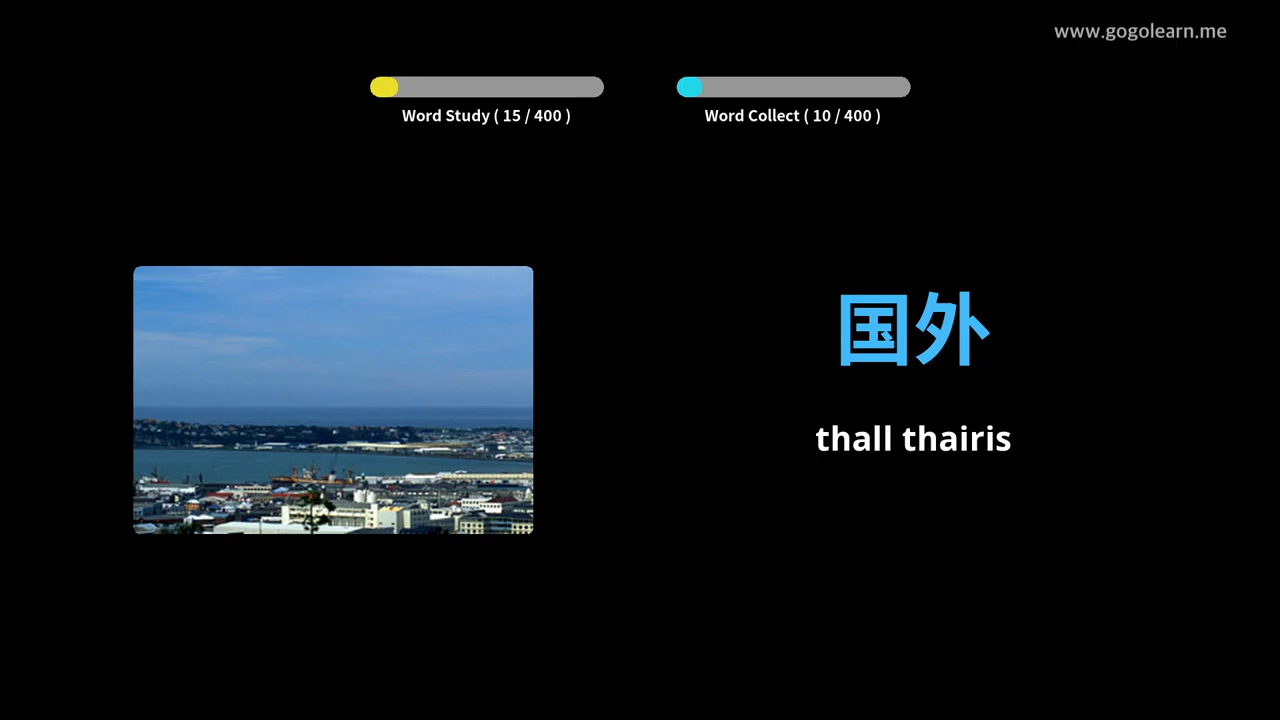 www.gogolearn.me
Word Study ( 15 / 400 )
Word Collect ( 10 / 400 )
国外
thall thairis